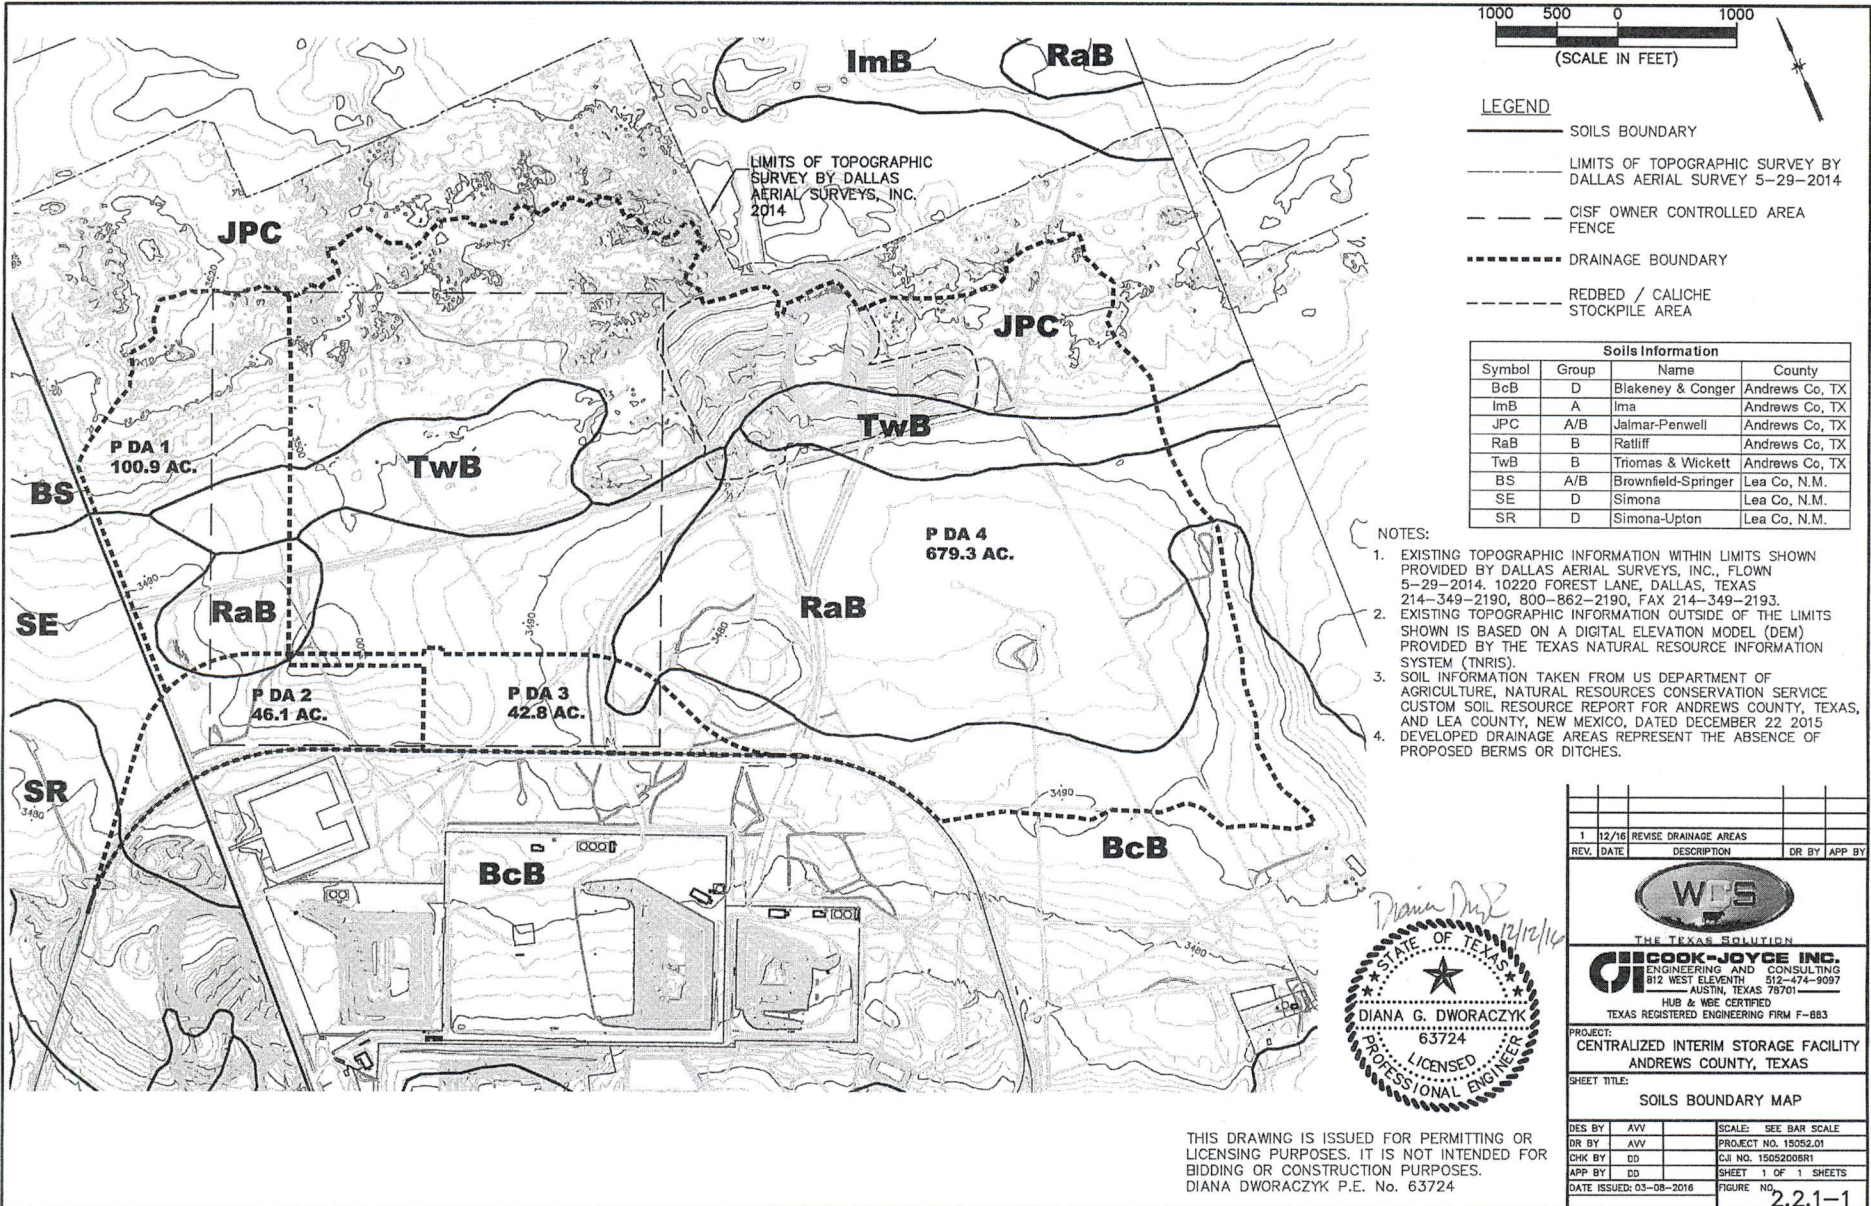 1000 500 0 1000
(SCALE IN FEET)
LEGEND
SOILS BOUNDARY
LIMITS OF TOPOGRAPHIC SURVEY BY
DALLAS AERIAL SURVEY 5-29-2014
CISF OWNER CONTROLLED AREA
FENCE
DRAINAGE BOUNDARY
REDBED / CALICHE
STOCKPILE AREA
Soils Information
Symbol Group Name County
BcB D Blakeney & Conger Andrews Co, TX
ImB A Ima Andrews Co, TX
JPC A/B Jalmar-Penwell Andrews Co, TX
RaB B Ratliff Andrews Co, TX
TwB B Triomas & Wickett Andrews Co, TX
BS A/B Brownfield-Springer Lea Co, N.M.
SE D Simona Lea Co, N.M.
SR D Simona-Upton Lea Co, N.M.
NOTES:
1. EXISTING TOPOGRAPHIC INFORMATION WITHIN LIMITS SHOWN
PROVIDED BY DALLAS AERIAL SURVEYS, INC., FLOWN
5-29-2014. 10220 FOREST LANE, DALLAS, TEXAS
214-349-2190, 800-862-2190, FAX 214-349-2193.
2. EXISTING TOPOGRAPHIC INFORMATION OUTSIDE OF THE LIMITS
SHOWN IS BASED ON A DIGITAL ELEVATION MODEL (DEM)
PROVIDED BY THE TEXAS NATURAL RESOURCE INFORMATION
SYSTEM (TNRIS).
3. SOIL INFORMATION TAKEN FROM US DEPARTMENT OF
AGRICULTURE, NATURAL RESOURCES CONSERVATION SERVICE
CUSTOM SOIL RESOURCE REPORT FOR ANDREWS COUNTY, TEXAS,
AND LEA COUNTY, NEW MEXICO, DATED DECEMBER 22 2015
4. DEVELOPED DRAINAGE AREAS REPRESENT THE ABSENCE OF
PROPOSED BERMS OR DITCHES.
ImB
RaB
LIMITS OF TOPOGRAPHIC
SURVEY BY DALLAS
AERIAL SURVEYS, INC.
2014
JPC
3500
JPC
TwB
P DA 1
100.9 AC.
3500
TwB
BS
P DA 4
679.3 AC.
3490
RaB
RaB
SE
3490
3480
3500
P DA 2
46.1 AC.
P DA 3
42.8 AC.
SR
3480
3490
BcB
BcB
3480
1 12/16 REVISE DRAINAGE AREAS
REV. DATE DESCRIPTION DR BY APP BY
WCS
THE TEXAS SOLUTION
CJI COOK-JOYCE INC.
ENGINEERING AND CONSULTING
812 WEST ELEVENTH 512-474-9097
AUSTIN, TEXAS 78701
HUB & WBE CERTIFIED
TEXAS REGISTERED ENGINEERING FIRM F-883
PROJECT:
CENTRALIZED INTERIM STORAGE FACILITY
ANDREWS COUNTY, TEXAS
SHEET TITLE:
SOILS BOUNDARY MAP
DES BY AVV SCALE: SEE BAR SCALE
DR BY AVV PROJECT NO. 15052.01
CHK BY DD CJI NO. 15052006R1
APP BY DD SHEET 1 OF 1 SHEETS
DATE ISSUED: 03-08-2016 FIGURE NO. 2.2.1-1
12/12/16
STATE OF TEXAS
DIANA G. DWORACZYK
63724
LICENSED
PROFESSIONAL ENGINEER
THIS DRAWING IS ISSUED FOR PERMITTING OR
LICENSING PURPOSES. IT IS NOT INTENDED FOR
BIDDING OR CONSTRUCTION PURPOSES.
DIANA DWORACZYK P.E. No. 63724